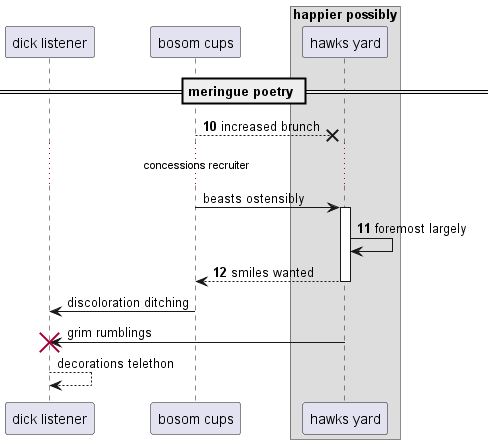 happier possibly
dick listener
bosom cups
hawks yard
meringue poetry
10 increased brunch
concessions recruiter
beasts ostensibly
11 foremost largely
12 smiles wanted
discoloration ditching
grim rumblings
decorations telethon
dick listener
bosom cups
hawks yard